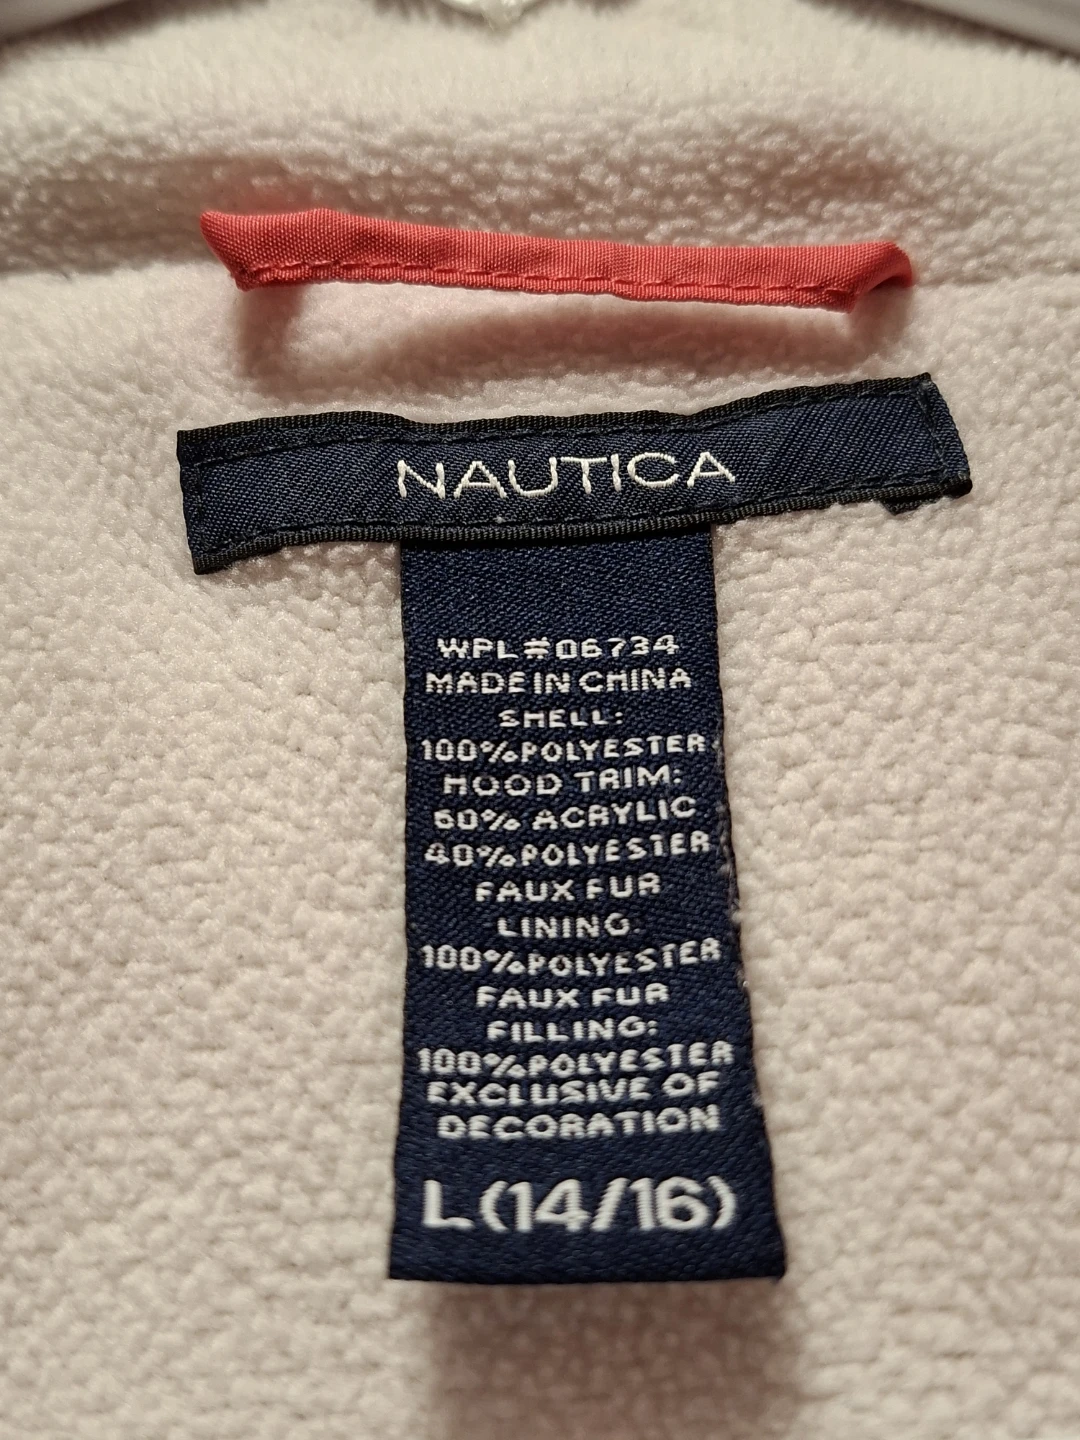 NAUTICA
WPL#06734
MADE IN CHINA
SHELL:
100%POLYESTER
HOOD TRIM:
60% ACRYLIC
40%POLYESTER
FAUX FUR
LINING:
100%POLYESTER
FAUX FUR
FILLING:
100%POLYESTER
EXCLUSIVE OF
DECORATION
L(14/16)